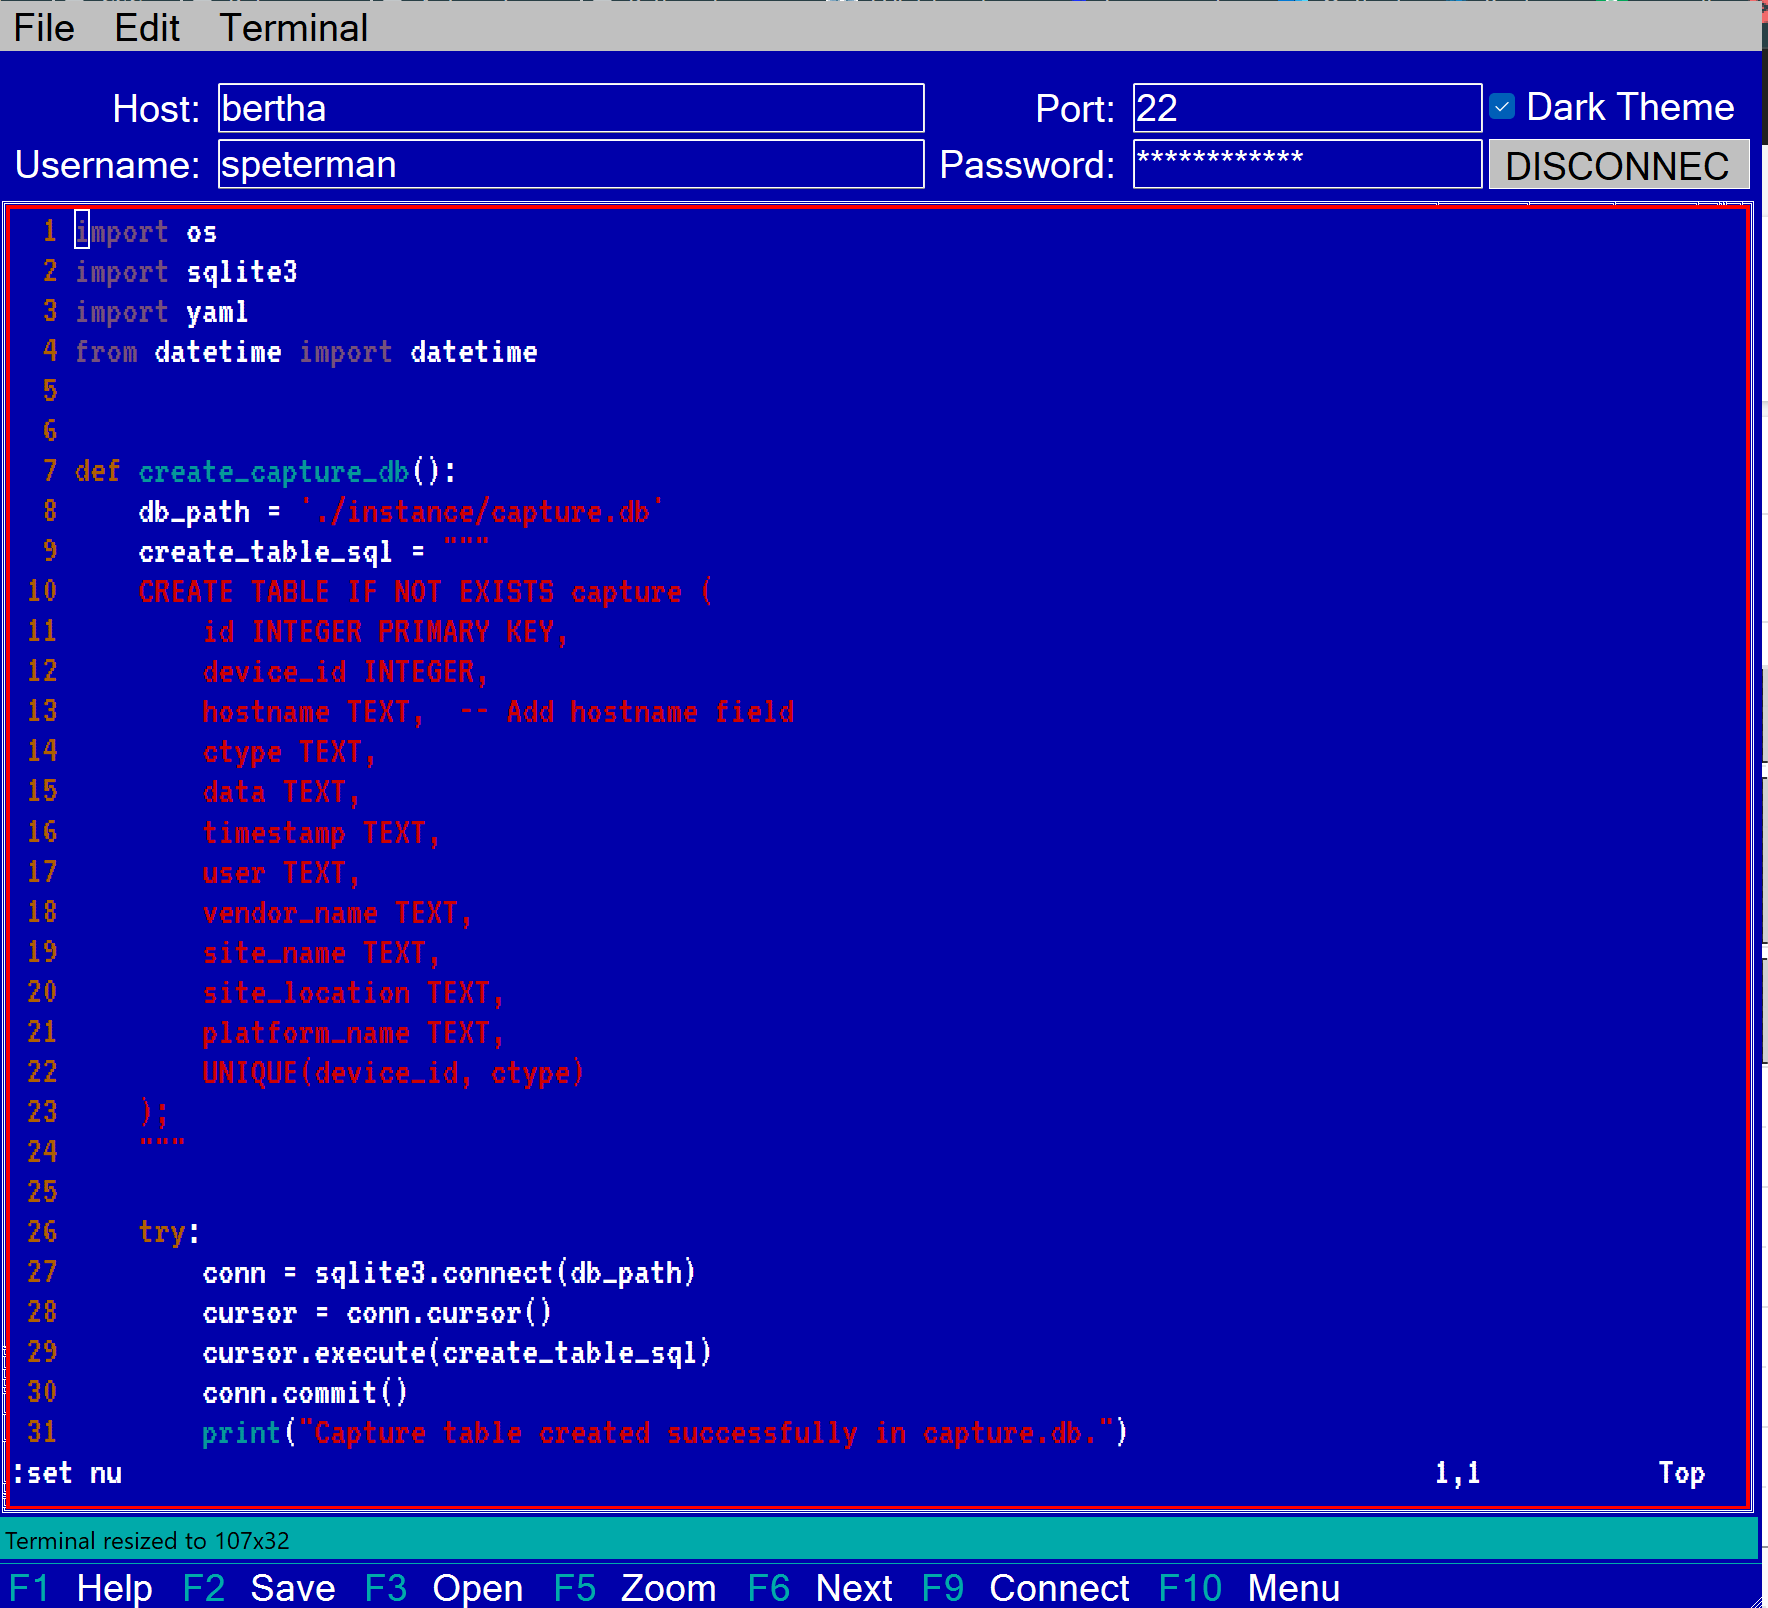 File Edit Terminal
Host: bertha Port: 22 Dark Theme
Username: speterman Password: ************ DISCONNEC
1 import os
2 import sqlite3
3 import yaml
4 from datetime import datetime
5
6
7 def create_capture_db():
8     db_path = './instance/capture.db'
9     create_table_sql = """
10     CREATE TABLE IF NOT EXISTS capture (
11         id INTEGER PRIMARY KEY,
12         device_id INTEGER,
13         hostname TEXT,  -- Add hostname field
14         ctype TEXT,
15         data TEXT,
16         timestamp TEXT,
17         user TEXT,
18         vendor_name TEXT,
19         site_name TEXT,
20         site_location TEXT,
21         platform_name TEXT,
22         UNIQUE(device_id, ctype)
23     );
24     """
25
26     try:
27         conn = sqlite3.connect(db_path)
28         cursor = conn.cursor()
29         cursor.execute(create_table_sql)
30         conn.commit()
31         print("Capture table created successfully in capture.db.")
:set nu 1,1 Top
Terminal resized to 107x32
F1 Help F2 Save F3 Open F5 Zoom F6 Next F9 Connect F10 Menu